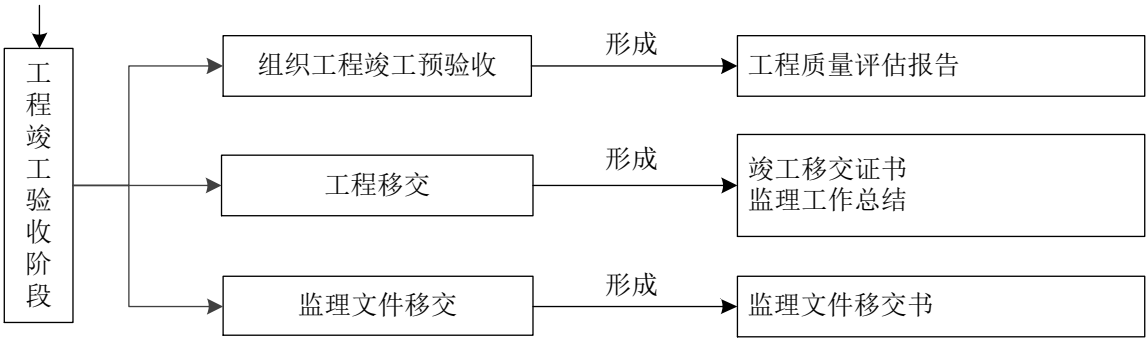 工程竣工验收阶段
组织工程竣工预验收
形成
工程质量评估报告
工程移交
形成
竣工移交证书
监理工作总结
监理文件移交
形成
监理文件移交书